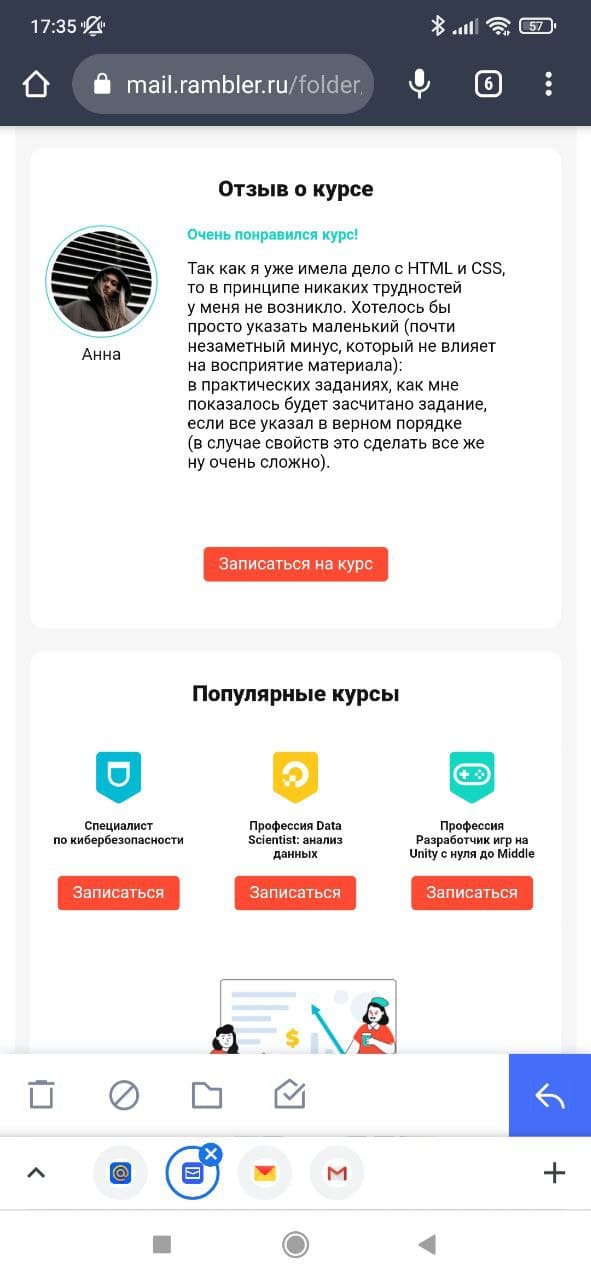 17:35
57
mail.rambler.ru/folder
6
Отзыв о курсе
Очень понравился курс!
Так как я уже имела дело с HTML и CSS,
то в принципе никаких трудностей
у меня не возникло. Хотелось бы
просто указать маленький (почти
незаметный минус, который не влияет
на восприятие материала):
в практических заданиях, как мне
показалось будет засчитано задание,
если все указал в верном порядке
(в случае свойств это сделать все же
ну очень сложно).
Анна
Записаться на курс
Популярные курсы
Специалист
по кибербезопасности
Профессия Data
Scientist: анализ
данных
Профессия
Разработчик игр на
Unity с нуля до Middle
Записаться
Записаться
Записаться
$